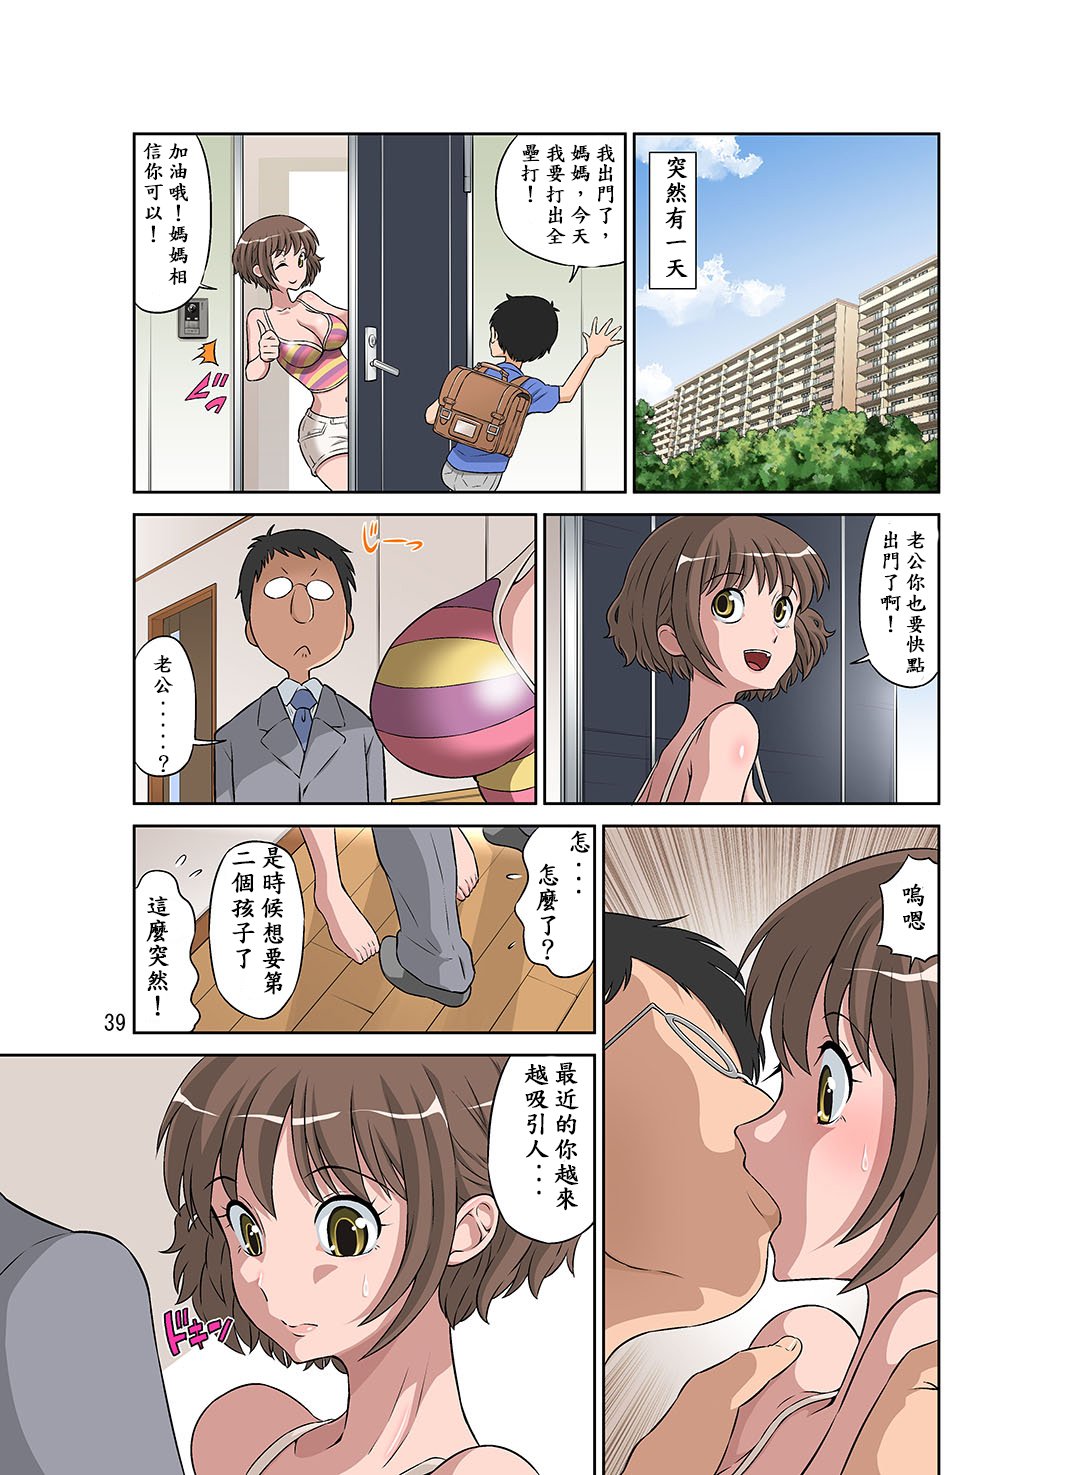 突然有一天
我出門了，
媽媽，今天
我要打出全
壘打！
加油哦！媽媽相
信你可以！
ビッ
老公你也要快點
出門了啊！
じーっ
老公......？
嗚嗯
怎...
怎麼了？
是時候想要第
二個孩子了
這麼突然！
39
最近的你越來
越吸引人...
ドキン